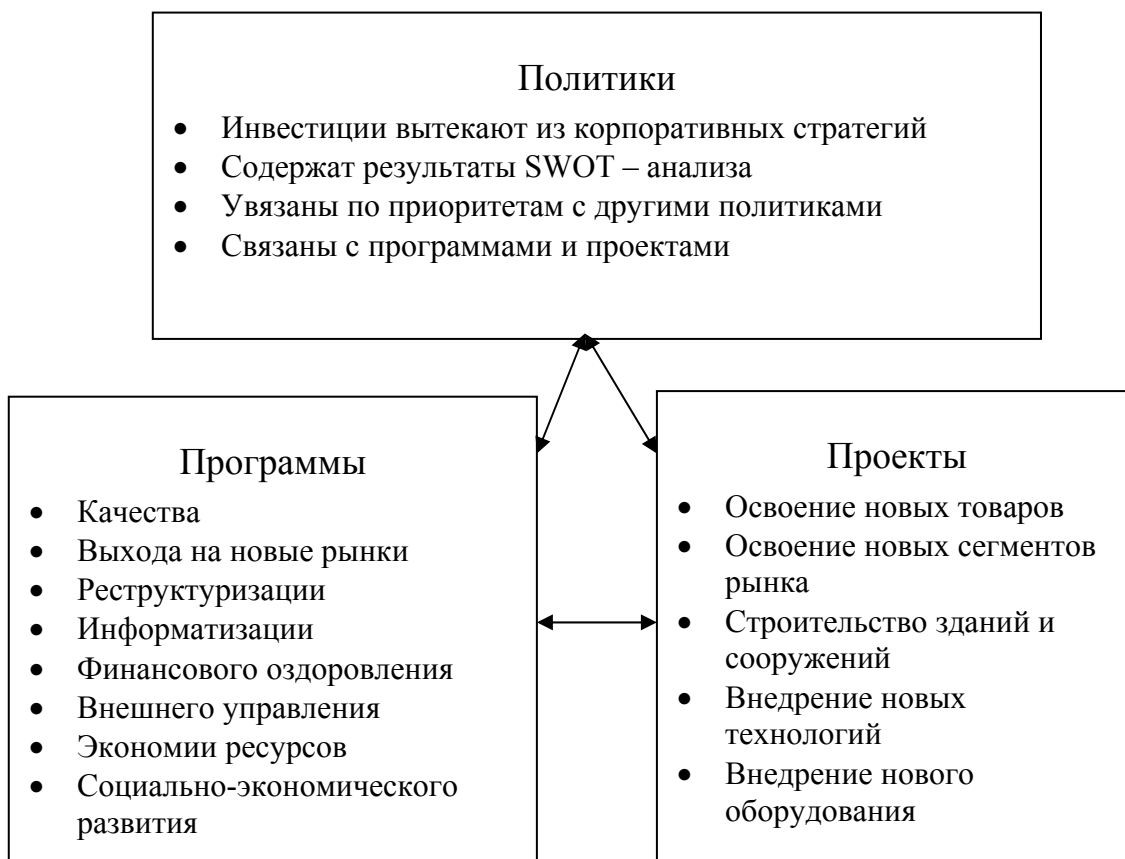 Политики
• Инвестиции вытекают из корпоративных стратегий
• Содержат результаты SWOT – анализа
• Увязаны по приоритетам с другими политиками
• Связаны с программами и проектами
Программы
• Качества
• Выхода на новые рынки
• Реструктуризации
• Информатизации
• Финансового оздоровления
• Внешнего управления
• Экономии ресурсов
• Социально-экономического
развития
Проекты
• Освоение новых товаров
• Освоение новых сегментов
рынка
• Строительство зданий и
сооружений
• Внедрение новых
технологий
• Внедрение нового
оборудования